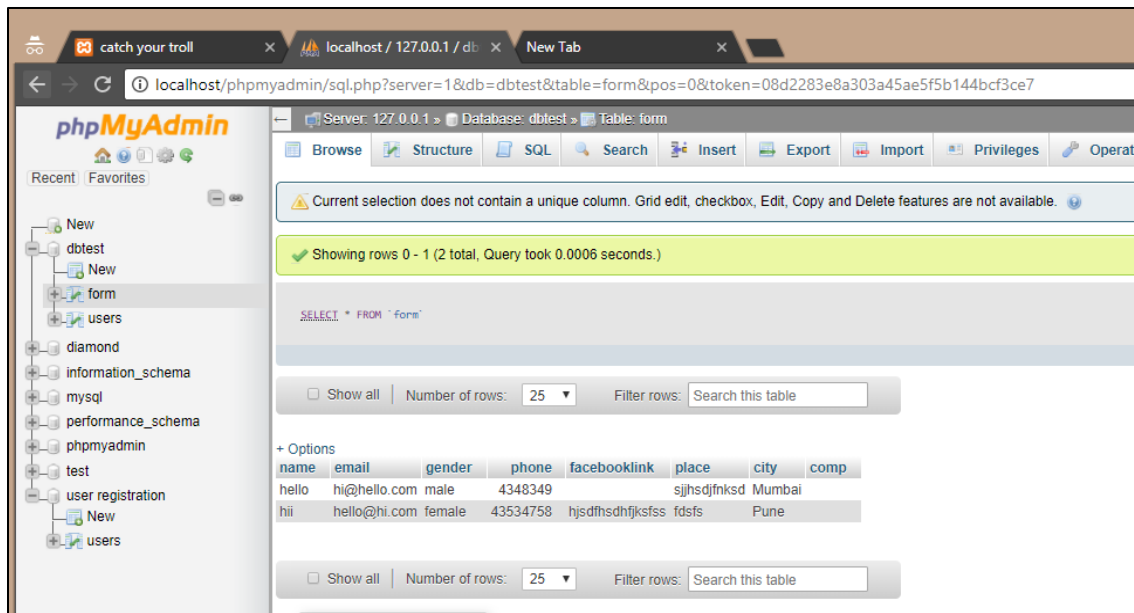 catch your troll
localhost / 127.0.0.1 / db
New Tab
localhost/phpmyadmin/sql.php?server=1&db=dbtest&table=form&pos=0&token=08d2283e8a303a45ae5f5b144bcf3ce7
phpMyAdmin
Recent Favorites
New
dbtest
New
form
users
diamond
information_schema
mysql
performance_schema
phpmyadmin
test
user registration
New
users
Server: 127.0.0.1 » Database: dbtest » Table: form
Browse Structure SQL Search Insert Export Import Privileges Operat
Current selection does not contain a unique column. Grid edit, checkbox, Edit, Copy and Delete features are not available.
Showing rows 0 - 1 (2 total, Query took 0.0006 seconds.)
SELECT * FROM `form`
Show all Number of rows: 25 Filter rows: Search this table
+ Options
name email gender phone facebooklink place city comp
hello hi@hello.com male 4348349 sjjhsdjfnksd Mumbai
hii hello@hi.com female 43534758 hjsdfhsdhfjksfss fdsfs Pune
Show all Number of rows: 25 Filter rows: Search this table